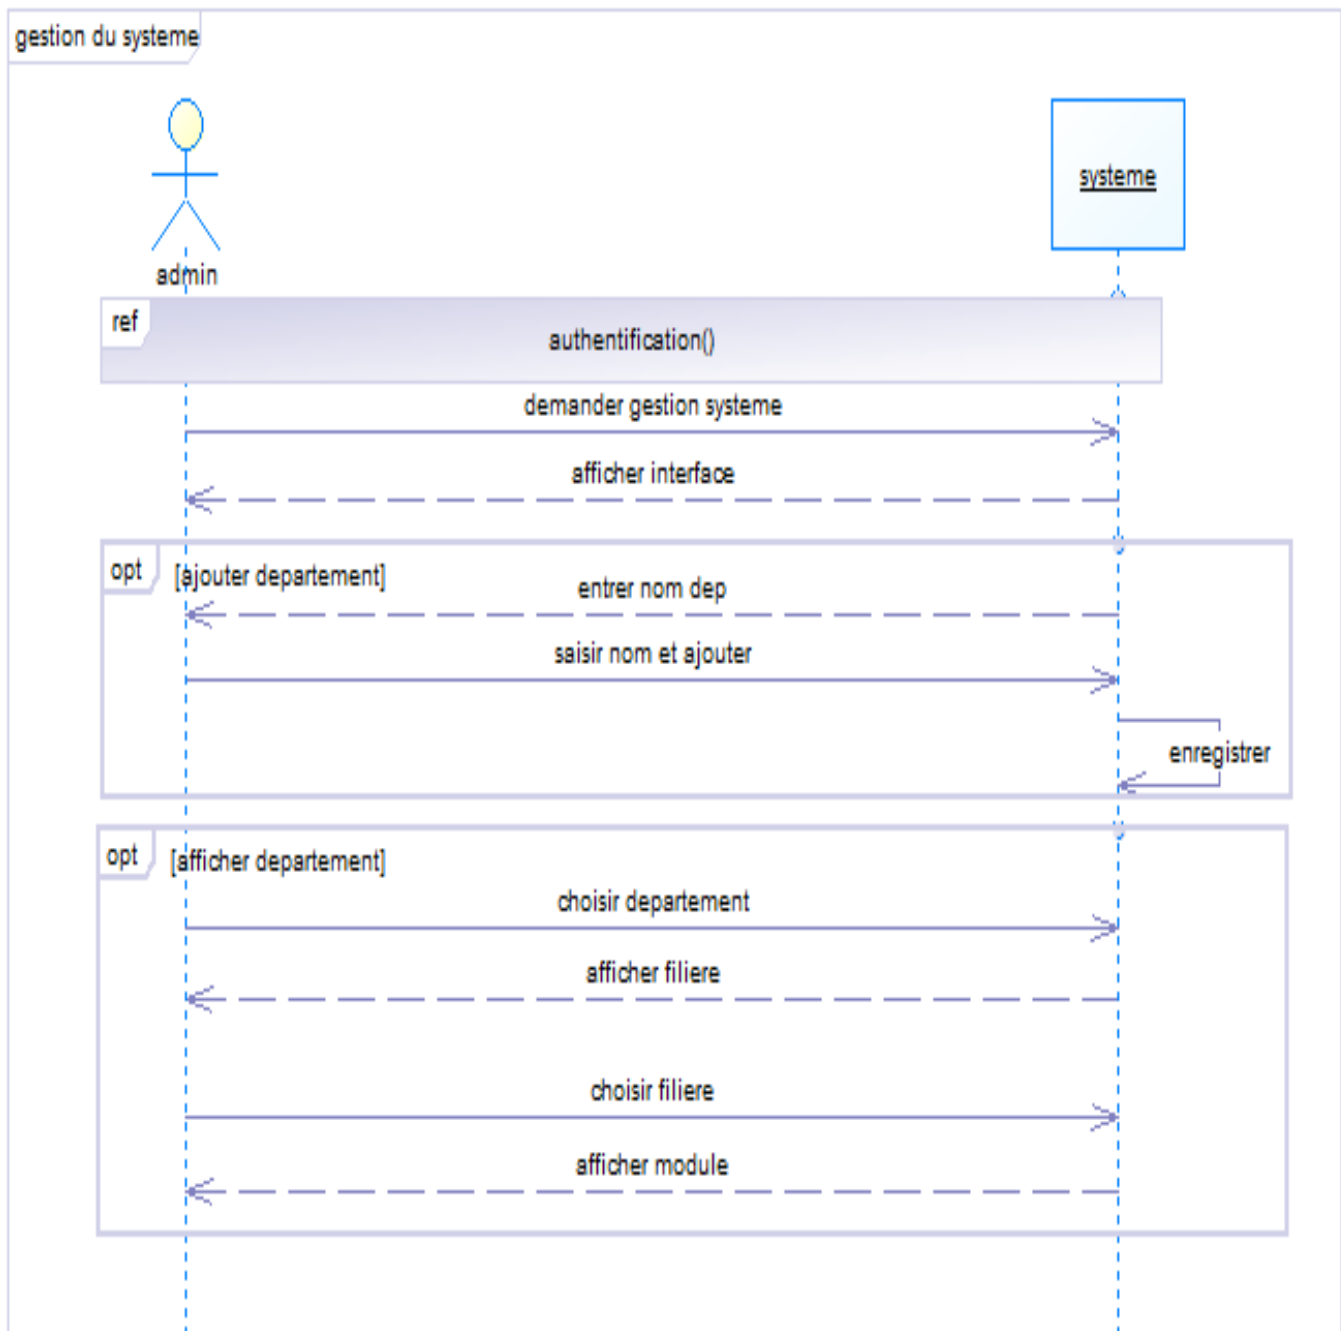 gestion du systeme
systeme
admin
ref
authentification()
demander gestion systeme
afficher interface
opt
[ajouter departement]
entrer nom dep
saisir nom et ajouter
enregistrer
opt
[afficher departement]
choisir departement
afficher filiere
choisir filiere
afficher module